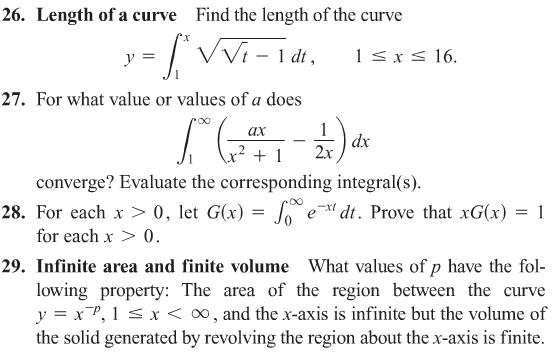 26. Length of a curve Find the length of the curve
y = ∫₁ˣ √(√t − 1) dt, 1 ≤ x ≤ 16.
27. For what value or values of a does
∫₁^∞ (ax/(x² + 1) − 1/(2x)) dx
converge? Evaluate the corresponding integral(s).
28. For each x > 0, let G(x) = ∫₀^∞ e^(−xt) dt. Prove that xG(x) = 1
for each x > 0.
29. Infinite area and finite volume What values of p have the fol-
lowing property: The area of the region between the curve
y = x^(−p), 1 ≤ x < ∞, and the x-axis is infinite but the volume of
the solid generated by revolving the region about the x-axis is finite.